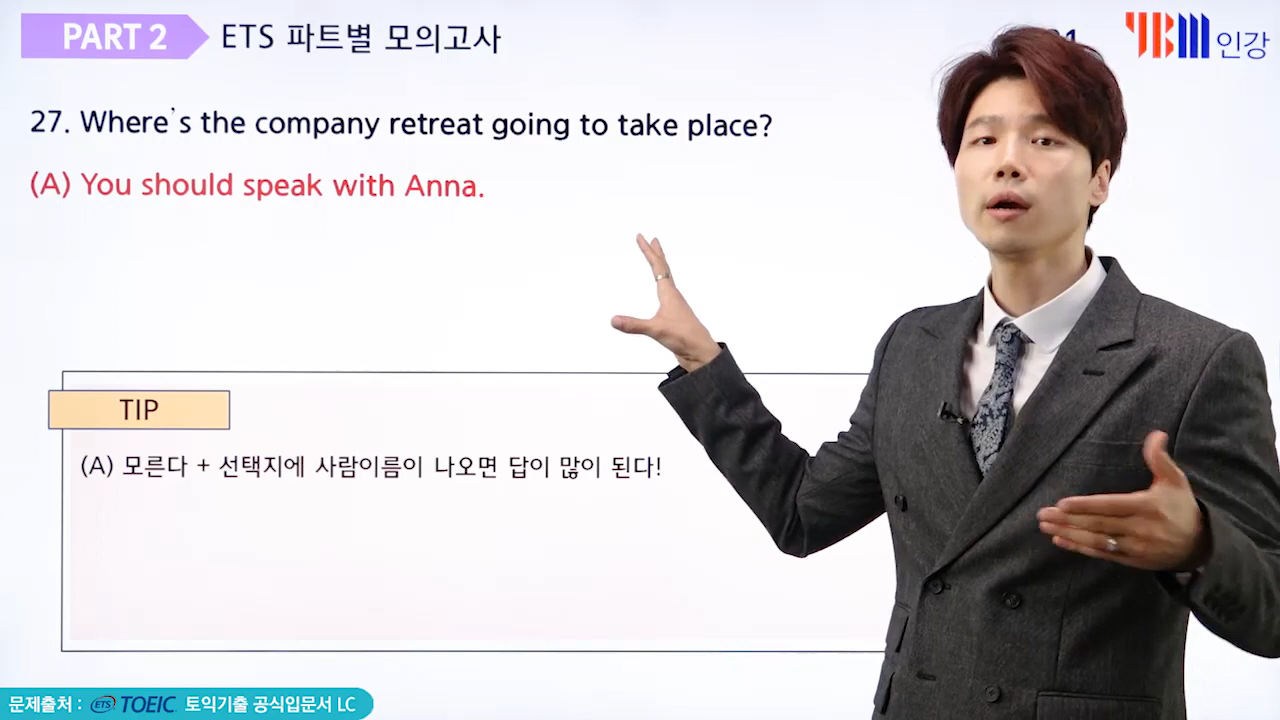 PART 2 ETS 파트별 모의고사
YBM 인강
27. Where's the company retreat going to take place?
(A) You should speak with Anna.
TIP
(A) 모른다 + 선택지에 사람이름이 나오면 답이 많이 된다!
문제출처 : ETS TOEIC 토익기출 공식입문서 LC